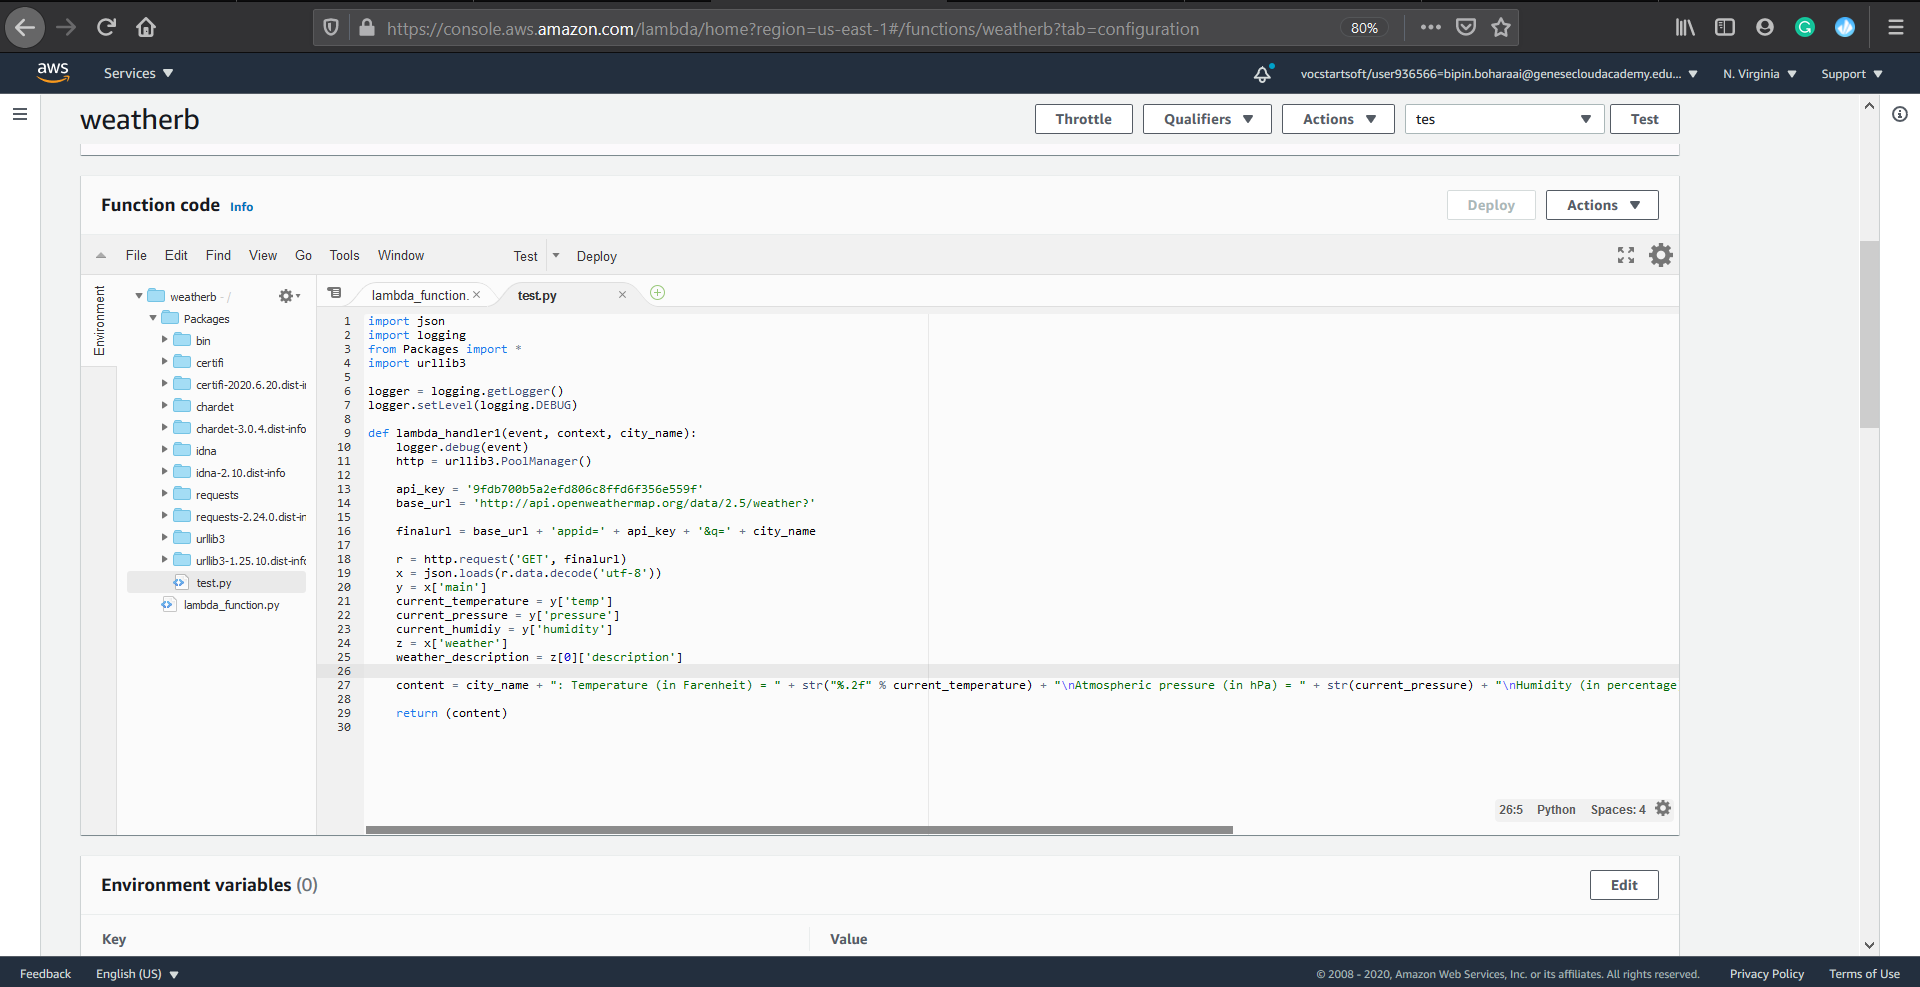 https://console.aws.amazon.com/lambda/home?region=us-east-1#/functions/weatherb?tab=configuration
80%
aws
Services
vocstartsoft/user936566=bipin.boharaai@genesecloudacademy.edu...
N. Virginia
Support
weatherb
Throttle
Qualifiers
Actions
tes
Test
Function code Info
Deploy
Actions
File Edit Find View Go Tools Window Test Deploy
Environment
weatherb - /
Packages
bin
certifi
certifi-2020.6.20.dist-i
chardet
chardet-3.0.4.dist-info
idna
idna-2.10.dist-info
requests
requests-2.24.0.dist-ir
urllib3
urllib3-1.25.10.dist-infc
test.py
lambda_function.py
lambda_function. ×
test.py ×
1 import json
2 import logging
3 from Packages import *
4 import urllib3
5
6 logger = logging.getLogger()
7 logger.setLevel(logging.DEBUG)
8
9 def lambda_handler1(event, context, city_name):
10     logger.debug(event)
11     http = urllib3.PoolManager()
12
13     api_key = '9fdb700b5a2efd806c8ffd6f356e559f'
14     base_url = 'http://api.openweathermap.org/data/2.5/weather?'
15
16     finalurl = base_url + 'appid=' + api_key + '&q=' + city_name
17
18     r = http.request('GET', finalurl)
19     x = json.loads(r.data.decode('utf-8'))
20     y = x['main']
21     current_temperature = y['temp']
22     current_pressure = y['pressure']
23     current_humidiy = y['humidity']
24     z = x['weather']
25     weather_description = z[0]['description']
26
27     content = city_name + ": Temperature (in Farenheit) = " + str("%.2f" % current_temperature) + "\nAtmospheric pressure (in hPa) = " + str(current_pressure) + "\nHumidity (in percentage
28
29     return (content)
30
26:5 Python Spaces: 4
Environment variables (0)
Edit
Key
Value
Feedback
English (US)
© 2008 - 2020, Amazon Web Services, Inc. or its affiliates. All rights reserved.
Privacy Policy
Terms of Use